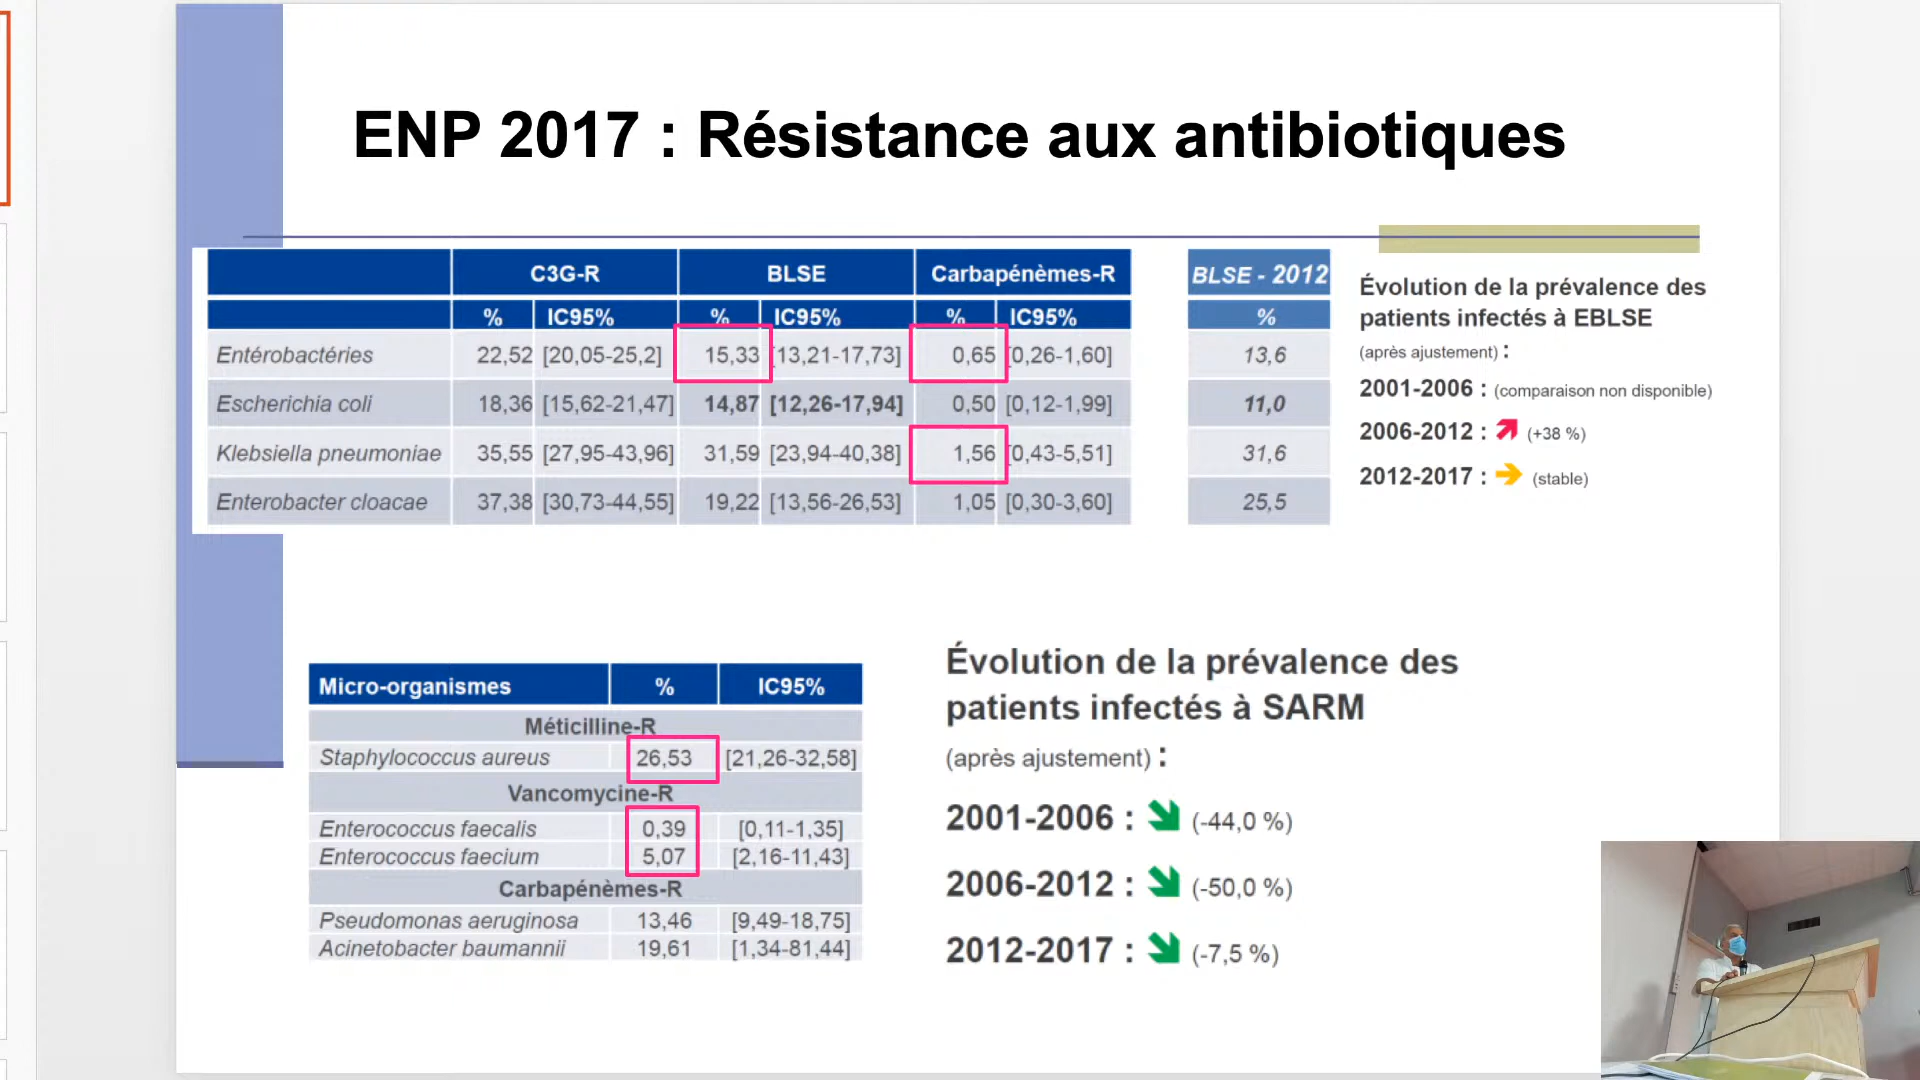 ENP 2017 : Résistance aux antibiotiques
C3G-R BLSE Carbapénèmes-R
% IC95% % IC95% % IC95%
Entérobactéries 22,52 [20,05-25,2] 15,33 [13,21-17,73] 0,65 [0,26-1,60]
Escherichia coli 18,36 [15,62-21,47] 14,87 [12,26-17,94] 0,50 [0,12-1,99]
Klebsiella pneumoniae 35,55 [27,95-43,96] 31,59 [23,94-40,38] 1,56 [0,43-5,51]
Enterobacter cloacae 37,38 [30,73-44,55] 19,22 [13,56-26,53] 1,05 [0,30-3,60]
BLSE - 2012
%
13,6
11,0
31,6
25,5
Évolution de la prévalence des
patients infectés à EBLSE
(après ajustement) :
2001-2006 : (comparaison non disponible)
2006-2012 : (+38 %)
2012-2017 : (stable)
Micro-organismes % IC95%
Méticilline-R
Staphylococcus aureus 26,53 [21,26-32,58]
Vancomycine-R
Enterococcus faecalis 0,39 [0,11-1,35]
Enterococcus faecium 5,07 [2,16-11,43]
Carbapénèmes-R
Pseudomonas aeruginosa 13,46 [9,49-18,75]
Acinetobacter baumannii 19,61 [1,34-81,44]
Évolution de la prévalence des
patients infectés à SARM
(après ajustement) :
2001-2006 : (-44,0 %)
2006-2012 : (-50,0 %)
2012-2017 : (-7,5 %)